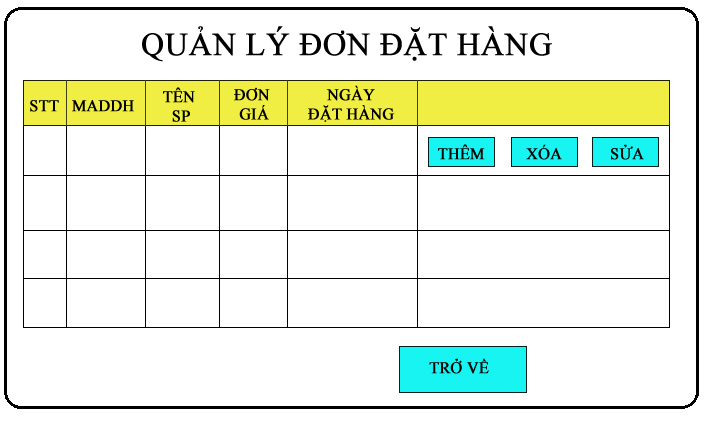 QUẢN LÝ ĐƠN ĐẶT HÀNG
STT MADDH TÊN SP ĐƠN GIÁ NGÀY ĐẶT HÀNG
THÊM XÓA SỬA
TRỞ VỀ